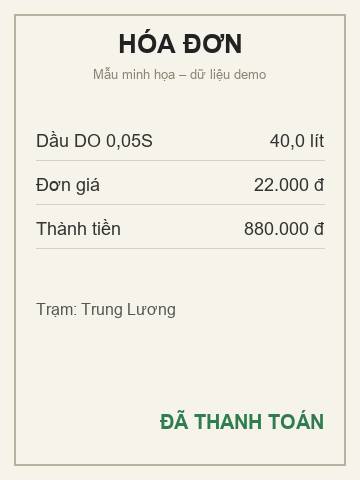 HÓA ĐƠN
Mẫu minh họa – dữ liệu demo
Dầu DO 0,05S 40,0 lít
Đơn giá 22.000 đ
Thành tiền 880.000 đ
Trạm: Trung Lương
ĐÃ THANH TOÁN